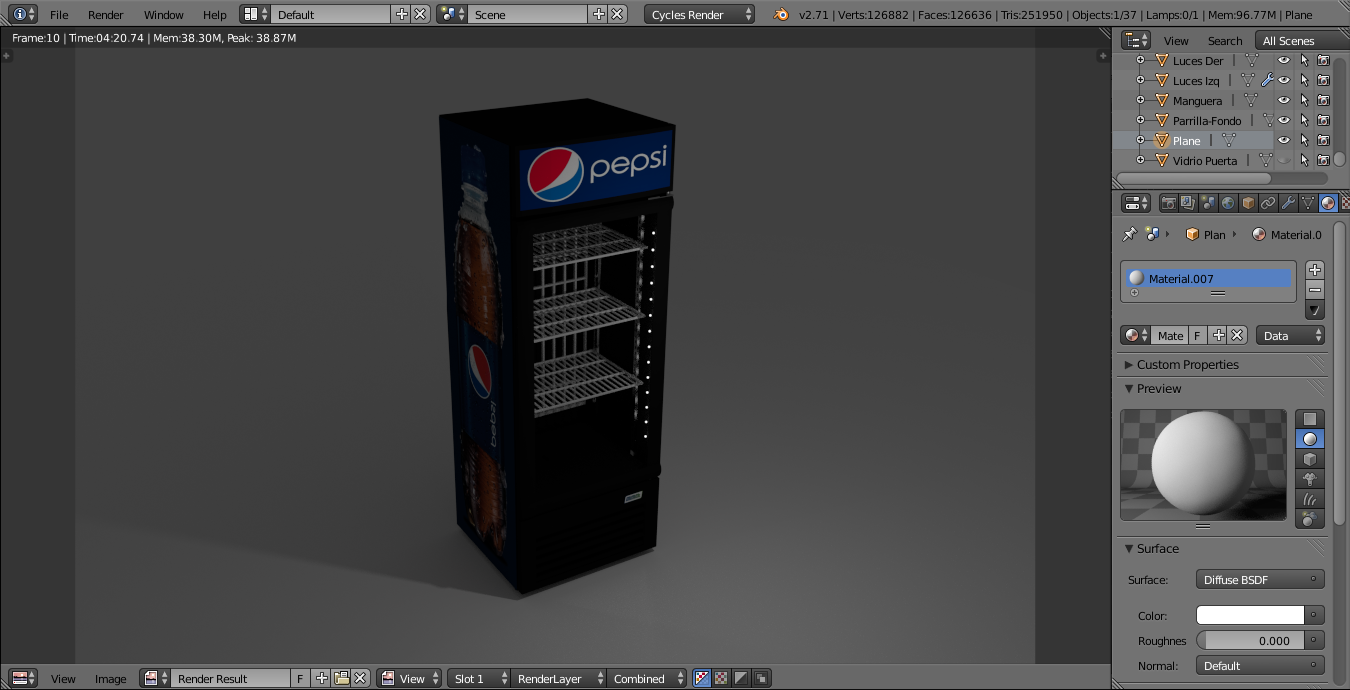 File Render Window Help Default Scene Cycles Render v2.71 | Verts:126882 | Faces:126636 | Tris:251950 | Objects:1/37 | Lamps:0/1 | Mem:96.77M | Plane
Frame:10 | Time:04:20.74 | Mem:38.30M, Peak: 38.87M
View Search All Scenes
Luces Der
Luces Izq
Manguera
Parrilla-Fondo
Plane
Vidrio Puerta
pepsi
pepsi
Plan Material.0
Material.007
Mate F Data
Custom Properties
Preview
Surface
Surface: Diffuse BSDF
Color:
Roughnes 0.000
Normal: Default
View Image Render Result F View Slot 1 RenderLayer Combined